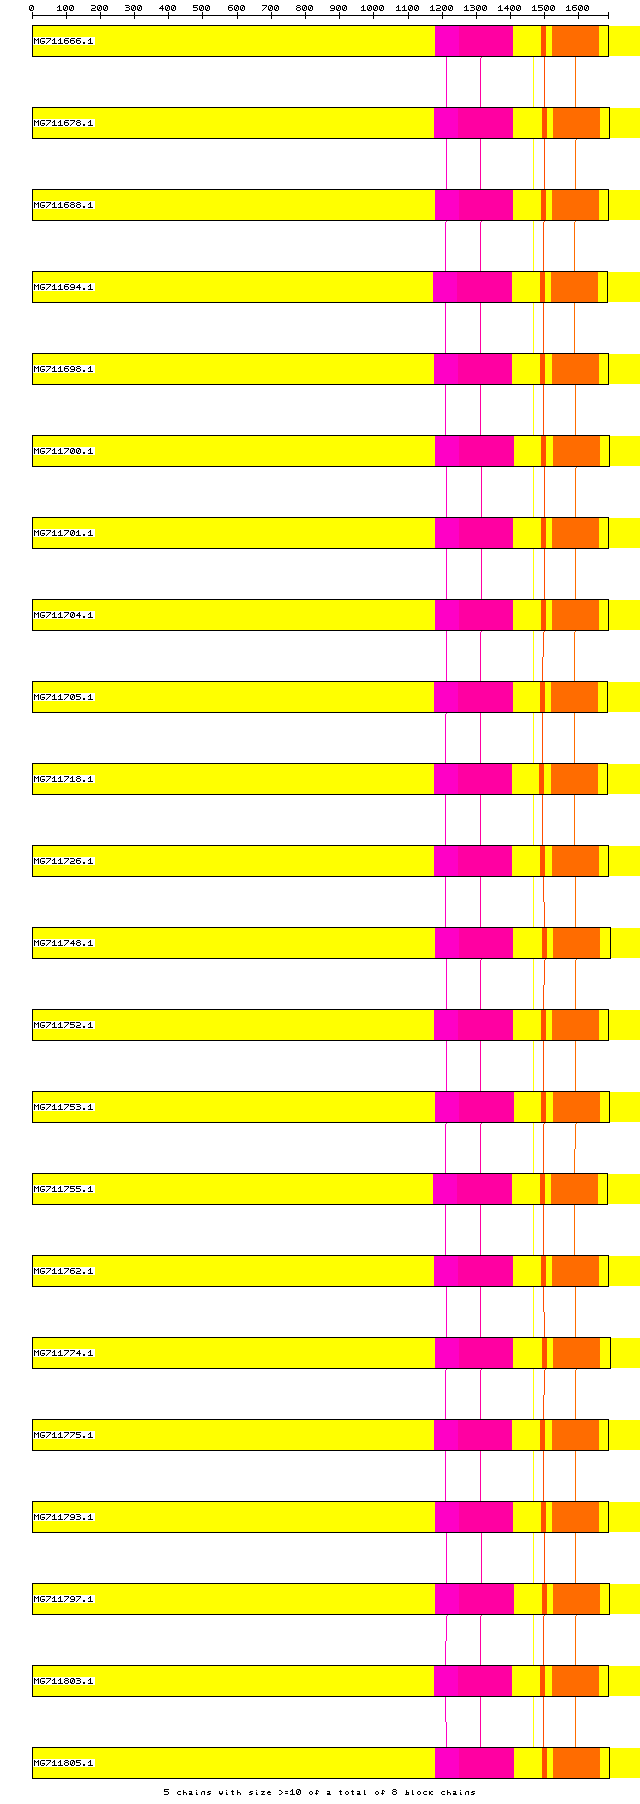 0 100 200 300 400 500 600 700 800 900 1000 1100 1200 1300 1400 1500 1600
MG711666.1
MG711678.1
MG711688.1
MG711694.1
MG711698.1
MG711700.1
MG711701.1
MG711704.1
MG711705.1
MG711718.1
MG711726.1
MG711748.1
MG711752.1
MG711753.1
MG711755.1
MG711762.1
MG711774.1
MG711775.1
MG711793.1
MG711797.1
MG711803.1
MG711805.1
5 chains with size >=10 of a total of 8 block chains